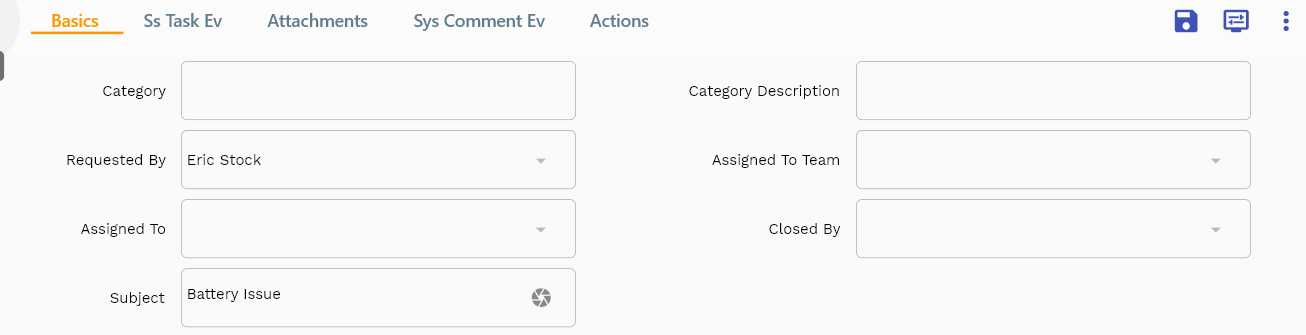 Basics Ss Task Ev Attachments Sys Comment Ev Actions
Category Category Description
Requested By Eric Stock Assigned To Team
Assigned To Closed By
Subject Battery Issue